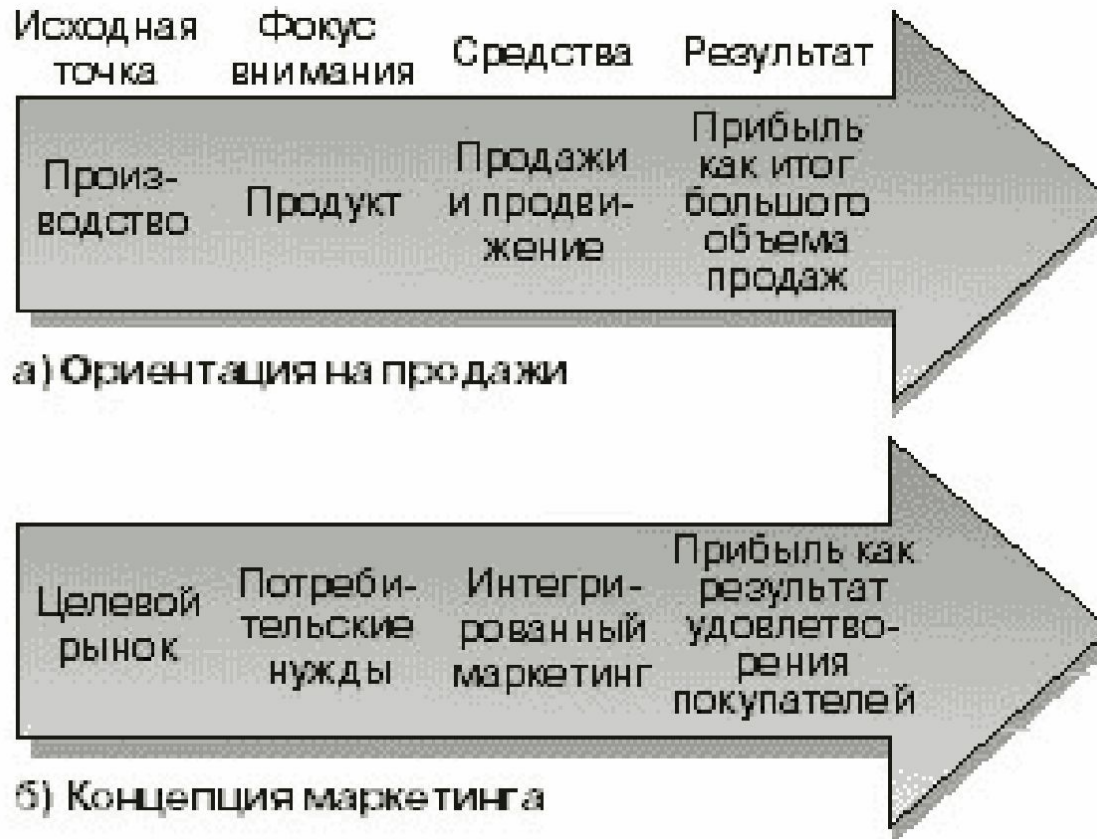 Исходная точка
Фокус внимания
Средства
Результат
Произ-
водство
Продукт
Продажи
и продви-
жение
Прибыль
как итог
большого
объема
продаж
а) Ориентация на продажи
Целевой
рынок
Потреби-
тельские
нужды
Интегри-
рованный
маркетинг
Прибыль как
результат
удовлетво-
рения
покупателей
б) Концепция маркетинга